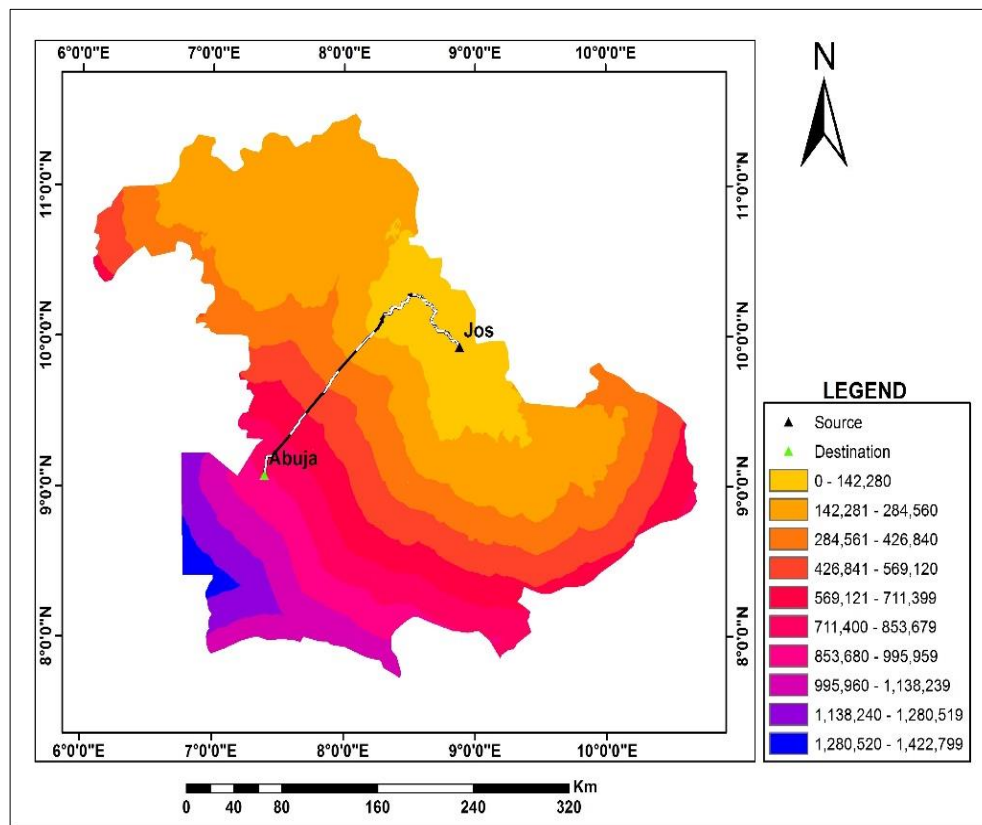 6°0'0"E 7°0'0"E 8°0'0"E 9°0'0"E 10°0'0"E
N
11°0'0"N
11°0'0"N
10°0'0"N
10°0'0"N
9°0'0"N
9°0'0"N
8°0'0"N
8°0'0"N
Jos
Abuja
LEGEND
Source
Destination
0 - 142,280
142,281 - 284,560
284,561 - 426,840
426,841 - 569,120
569,121 - 711,399
711,400 - 853,679
853,680 - 995,959
995,960 - 1,138,239
1,138,240 - 1,280,519
1,280,520 - 1,422,799
6°0'0"E 7°0'0"E 8°0'0"E 9°0'0"E 10°0'0"E
Km
0 40 80 160 240 320